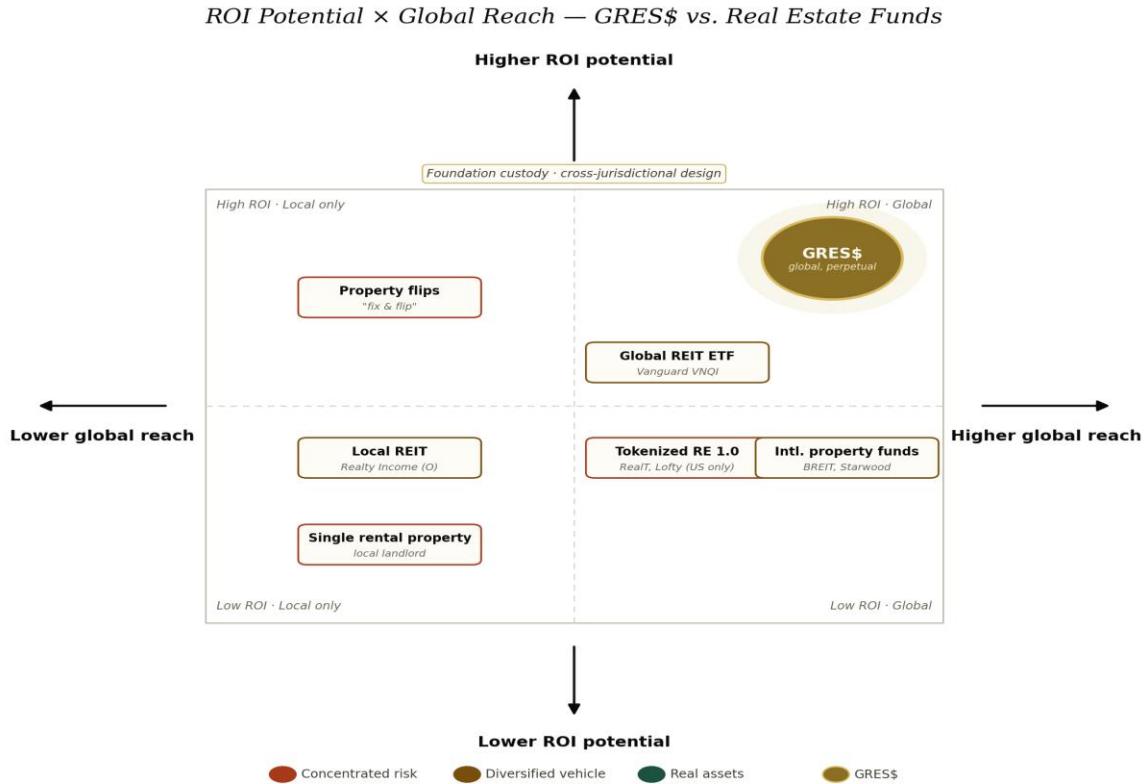 ROI Potential × Global Reach — GRES$ vs. Real Estate Funds
Higher ROI potential
Foundation custody · cross-jurisdictional design
High ROI · Local only
High ROI · Global
GRES$
global, perpetual
Property flips
"fix & flip"
Global REIT ETF
Vanguard VNQI
Lower global reach
Higher global reach
Local REIT
Realty Income (O)
Tokenized RE 1.0
RealT, Lofty (US only)
Intl. property funds
BREIT, Starwood
Single rental property
local landlord
Low ROI · Local only
Low ROI · Global
Lower ROI potential
Concentrated risk
Diversified vehicle
Real assets
GRES$